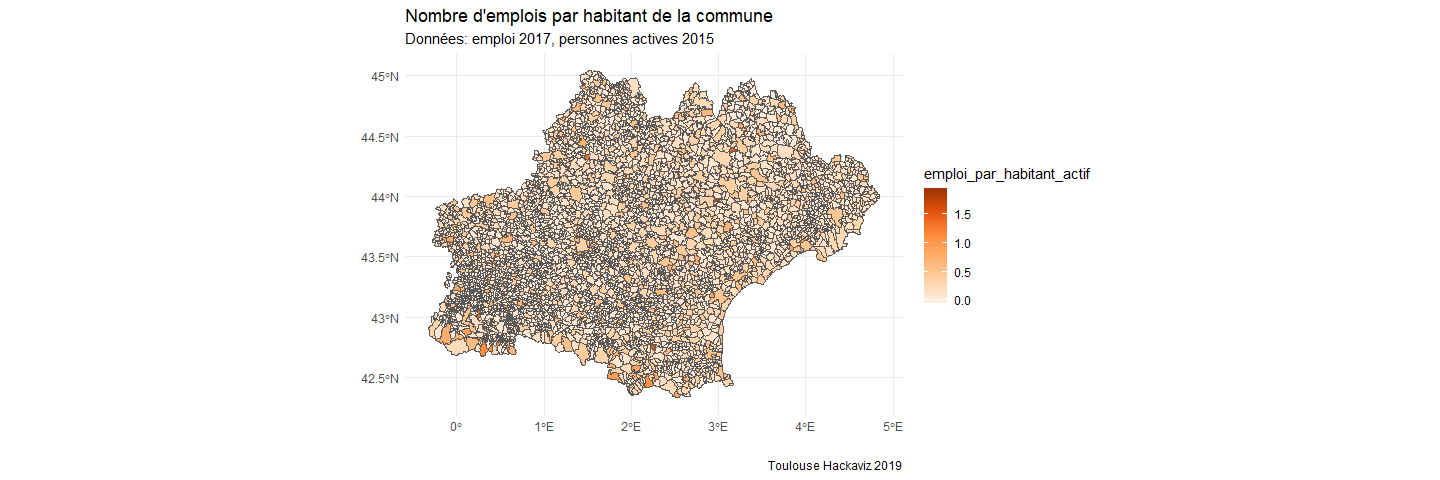 Nombre d'emplois par habitant de la commune
Données: emploi 2017, personnes actives 2015
45°N
44.5°N
44°N
43.5°N
43°N
42.5°N
0°
1°E
2°E
3°E
4°E
5°E
emploi_par_habitant_actif
1.5
1.0
0.5
0.0
Toulouse Hackaviz 2019